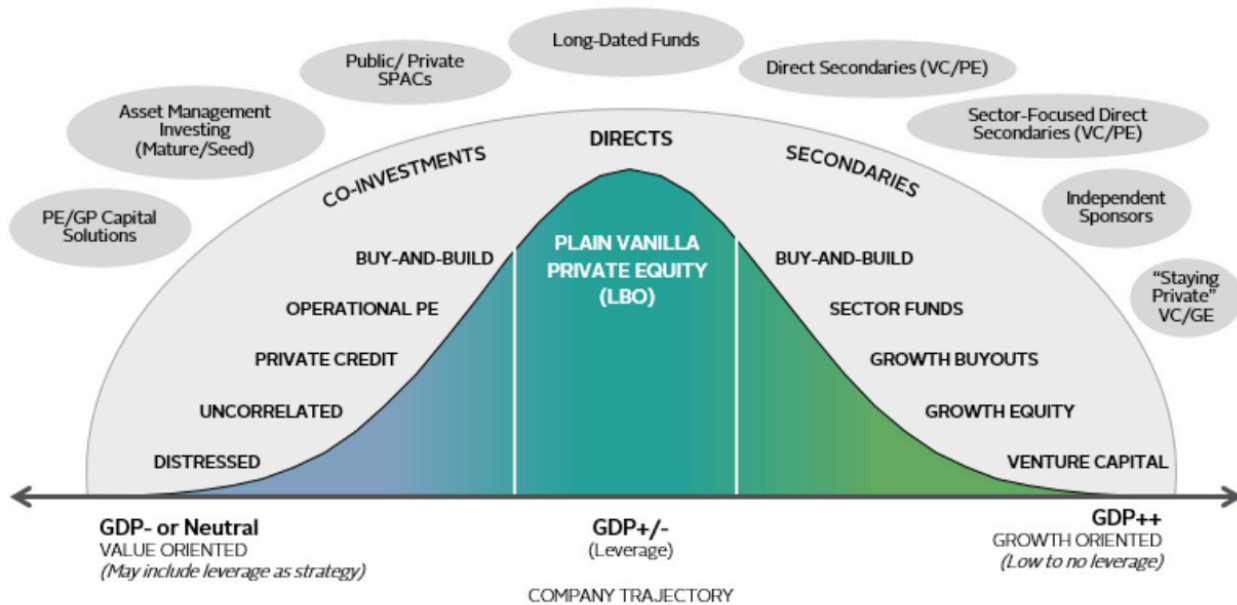 Long-Dated Funds
Public/ Private
SPACs
Direct Secondaries (VC/PE)
Asset Management
Investing
(Mature/Seed)
Sector-Focused Direct
Secondaries (VC/PE)
PE/GP Capital
Solutions
Independent
Sponsors
"Staying
Private"
VC/GE
CO-INVESTMENTS
DIRECTS
SECONDARIES
PLAIN VANILLA
PRIVATE EQUITY
(LBO)
BUY-AND-BUILD
OPERATIONAL PE
PRIVATE CREDIT
UNCORRELATED
DISTRESSED
BUY-AND-BUILD
SECTOR FUNDS
GROWTH BUYOUTS
GROWTH EQUITY
VENTURE CAPITAL
GDP- or Neutral
VALUE ORIENTED
(May include leverage as strategy)
GDP+/-
(Leverage)
GDP++
GROWTH ORIENTED
(Low to no leverage)
COMPANY TRAJECTORY